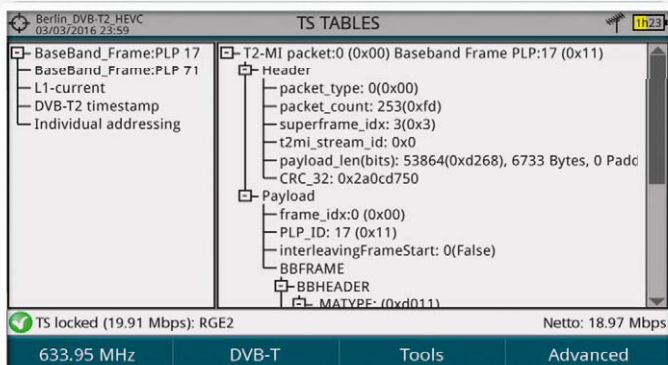 Berlin_DVB-T2_HEVC
03/03/2016 23:59
TS TABLES
1h23
BaseBand_Frame:PLP 17
BaseBand_Frame:PLP 71
L1-current
DVB-T2 timestamp
Individual addressing
T2-MI packet:0 (0x00) Baseband Frame PLP:17 (0x11)
Header
packet_type: 0(0x00)
packet_count: 253(0xfd)
superframe_idx: 3(0x3)
t2mi_stream_id: 0x0
payload_len(bits): 53864(0xd268), 6733 Bytes, 0 Padd
CRC_32: 0x2a0cd750
Payload
frame_idx:0 (0x00)
PLP_ID: 17 (0x11)
interleavingFrameStart: 0(False)
BBFRAME
BBHEADER
MATYPE: (0xd011)
TS locked (19.91 Mbps): RGE2
Netto: 18.97 Mbps
633.95 MHz
DVB-T
Tools
Advanced